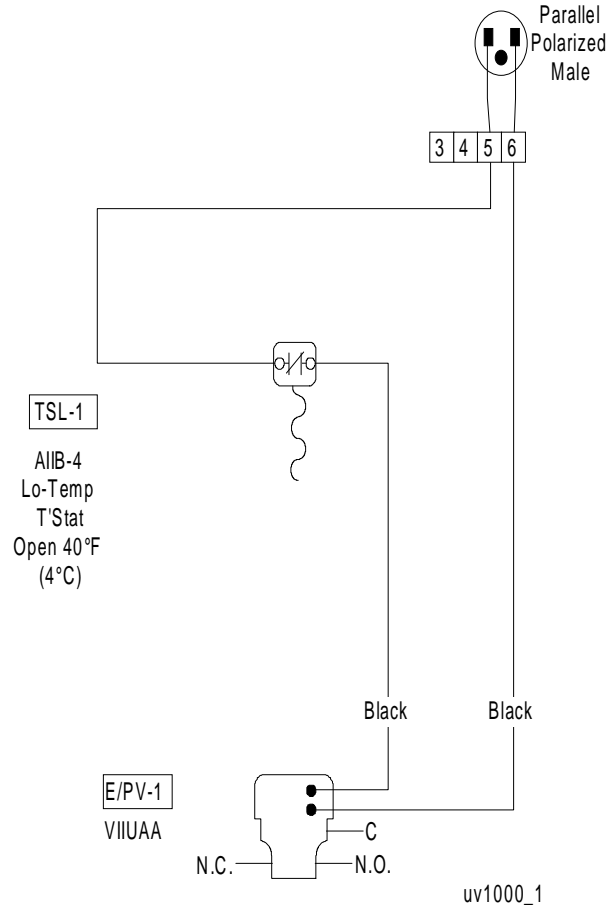 Parallel
Polarized
Male
3 4 5 6
TSL-1
AIIB-4
Lo-Temp
T'Stat
Open 40°F
(4°C)
Black Black
E/PV-1
VIIUAA
C
N.C. N.O.
uv1000_1